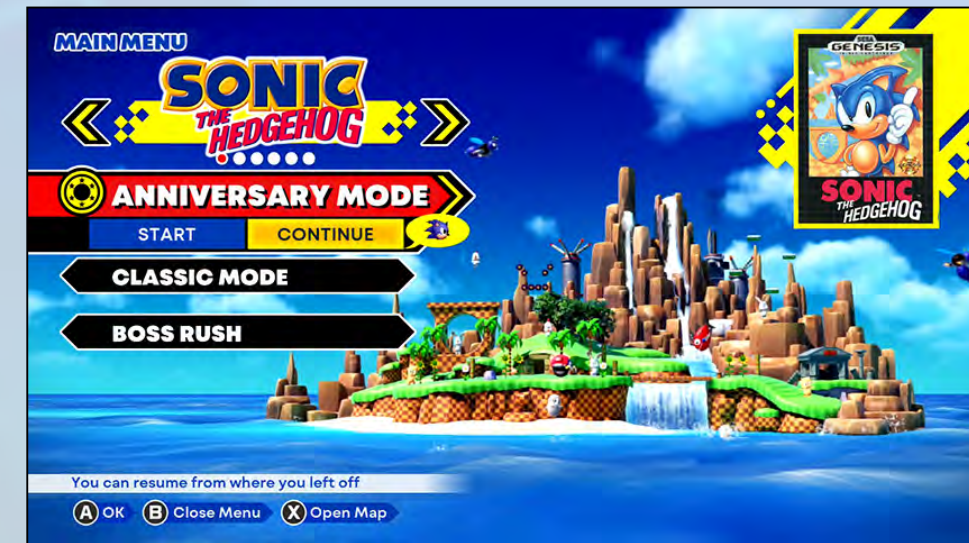 MAIN MENU
SONIC
THE
HEDGEHOG
SEGA
GENESIS
SONIC
THE
HEDGEHOG
ANNIVERSARY MODE
START
CONTINUE
CLASSIC MODE
BOSS RUSH
You can resume from where you left off
A OK B Close Menu X Open Map